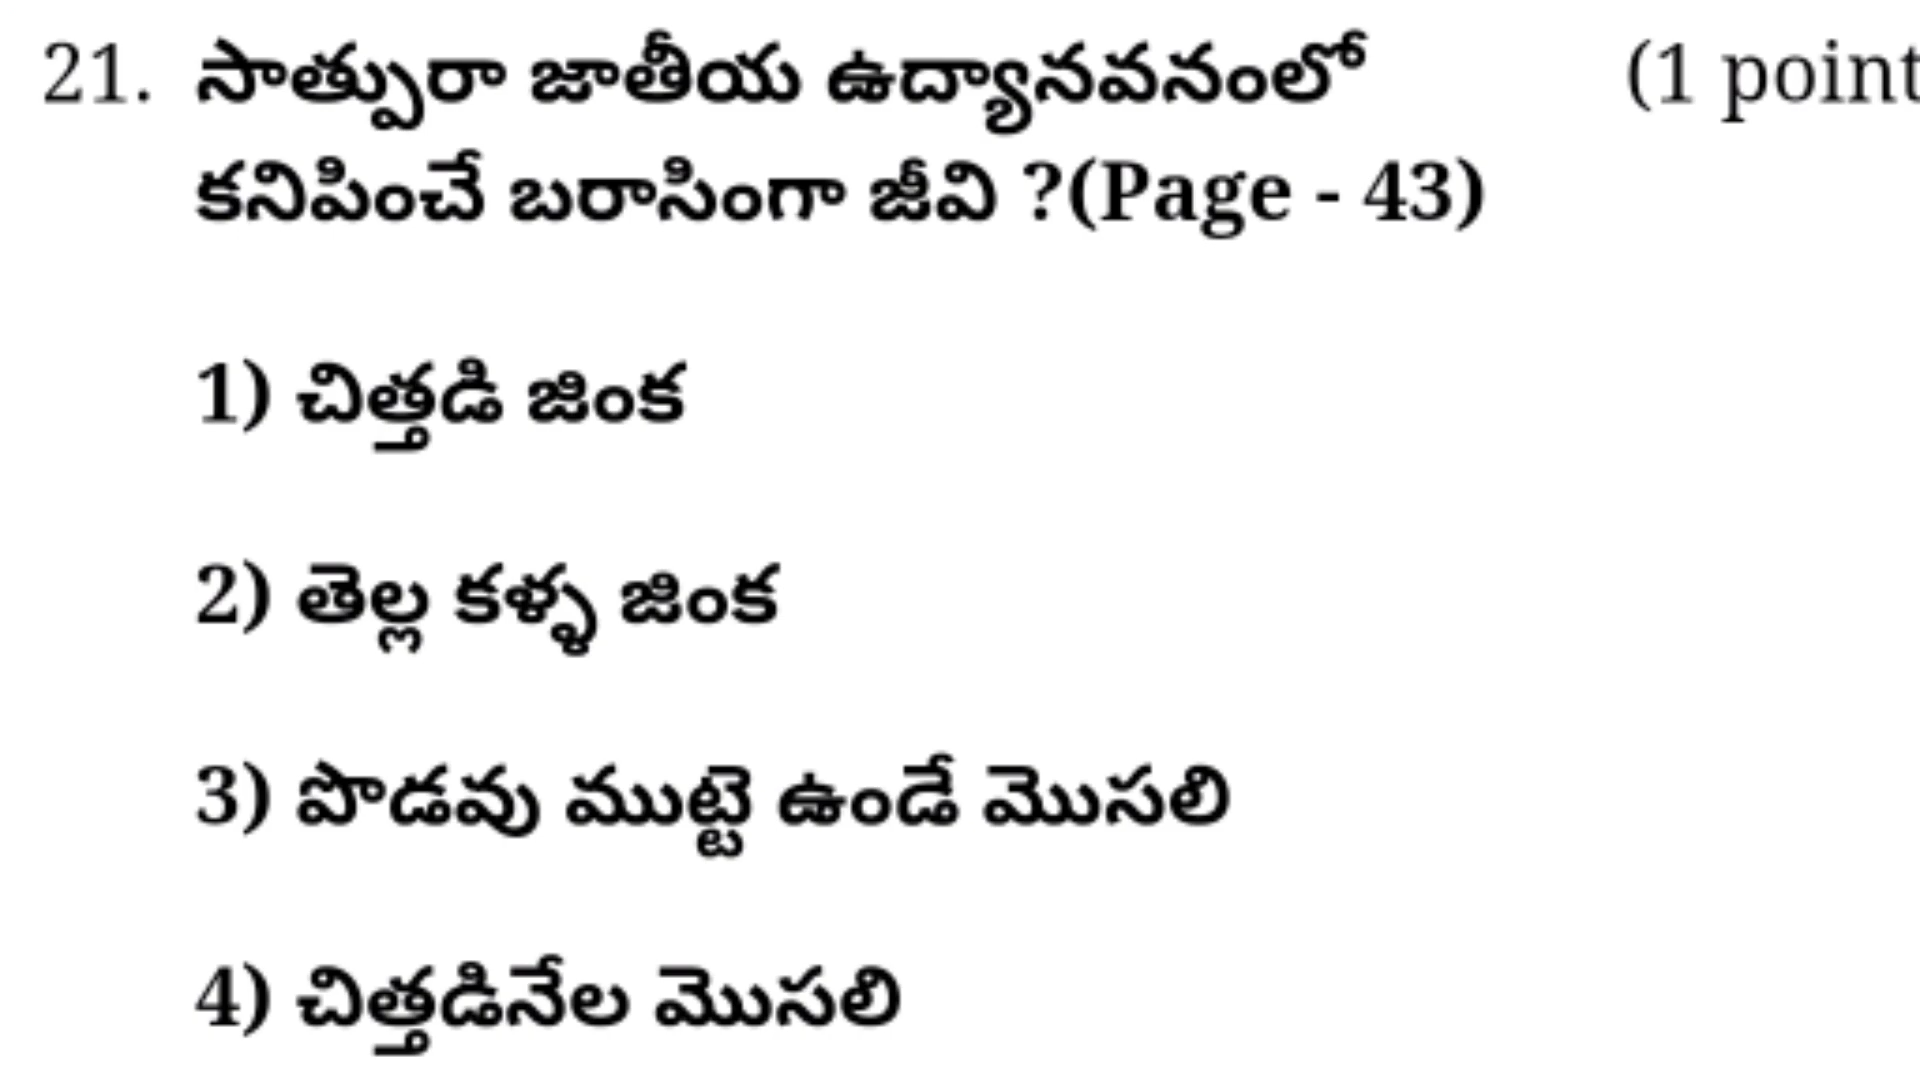 21. సాత్పురా జాతీయ ఉద్యానవనంలో (1 point
కనిపించే బరాసింగా జీవి ?(Page - 43)
1) చిత్తడి జింక
2) తెల్ల కళ్ళ జింక
3) పొడవు ముట్టె ఉండే మొసలి
4) చిత్తడినేల మొసలి